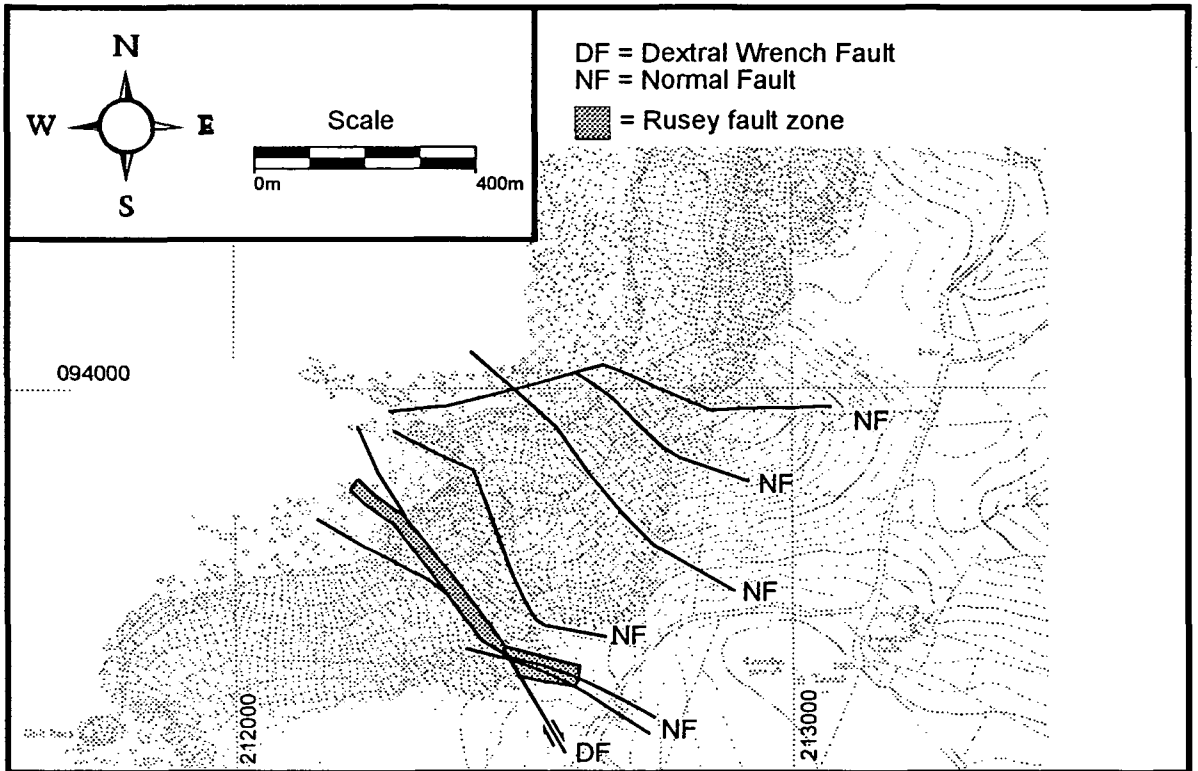 N
W E
S
Scale
0m 400m
DF = Dextral Wrench Fault
NF = Normal Fault
= Rusey fault zone
094000
NF
NF
NF
NF
NF
DF
212000
213000